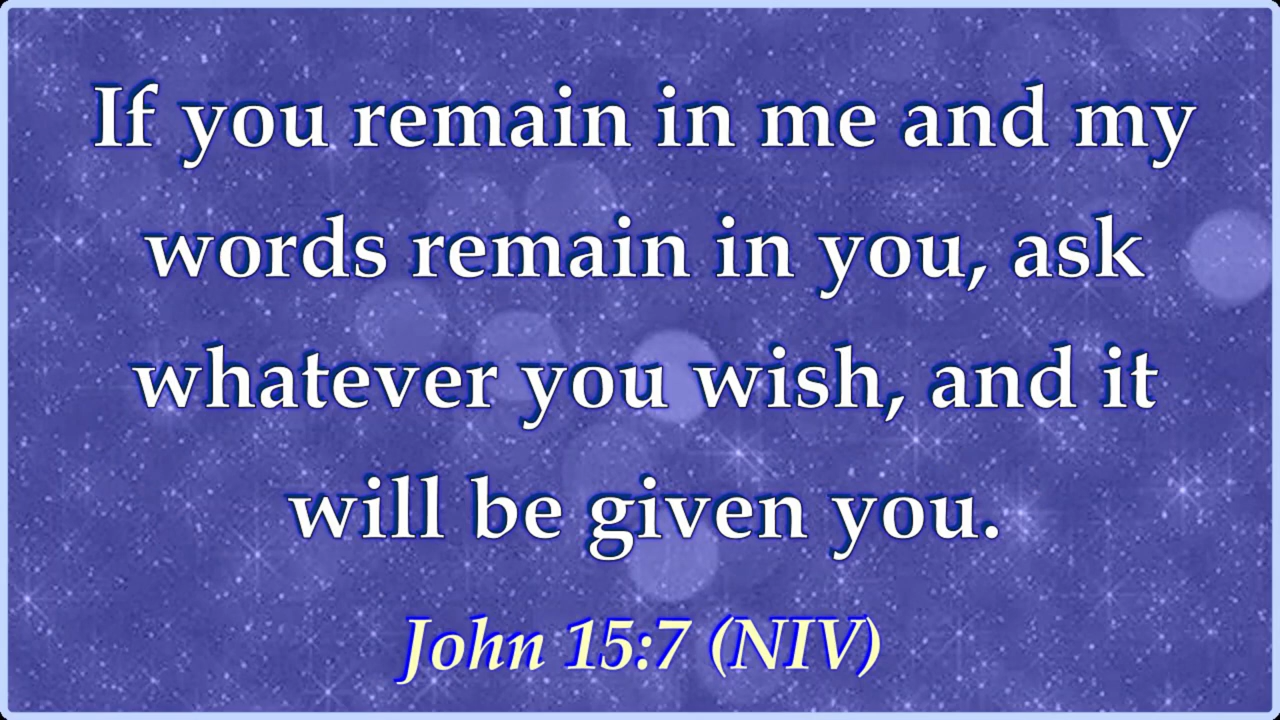 If you remain in me and my
words remain in you, ask
whatever you wish, and it
will be given you.
John 15:7 (NIV)